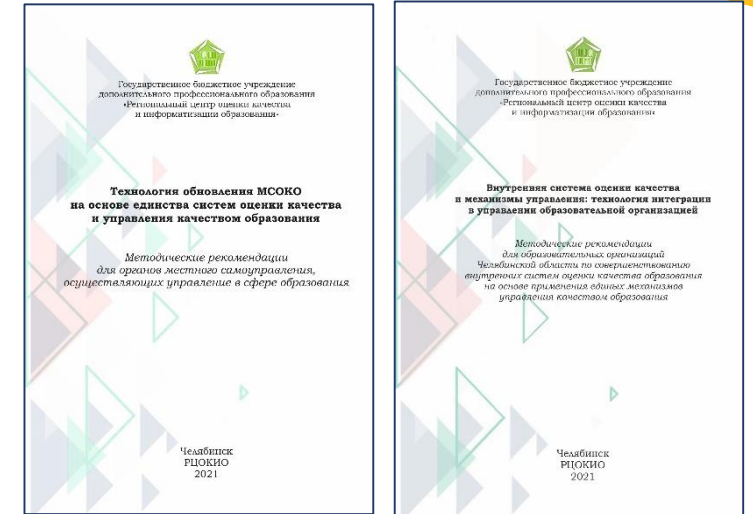 Государственное бюджетное учреждение
дополнительного профессионального образования
«Региональный центр оценки качества
и информатизации образования»
Технология обновления МСОКО
на основе единства систем оценки качества
и управления качеством образования
Методические рекомендации
для органов местного самоуправления,
осуществляющих управление в сфере образования
Челябинск
РЦОКИО
2021
Государственное бюджетное учреждение
дополнительного профессионального образования
«Региональный центр оценки качества
и информатизации образования»
Внутренняя система оценки качества
и механизмы управления: технология интеграции
в управлении образовательной организацией
Методические рекомендации
для образовательных организаций
Челябинской области по совершенствованию
внутренних систем оценки качества образования
на основе применения единых механизмов
управления качеством образования
Челябинск
РЦОКИО
2021